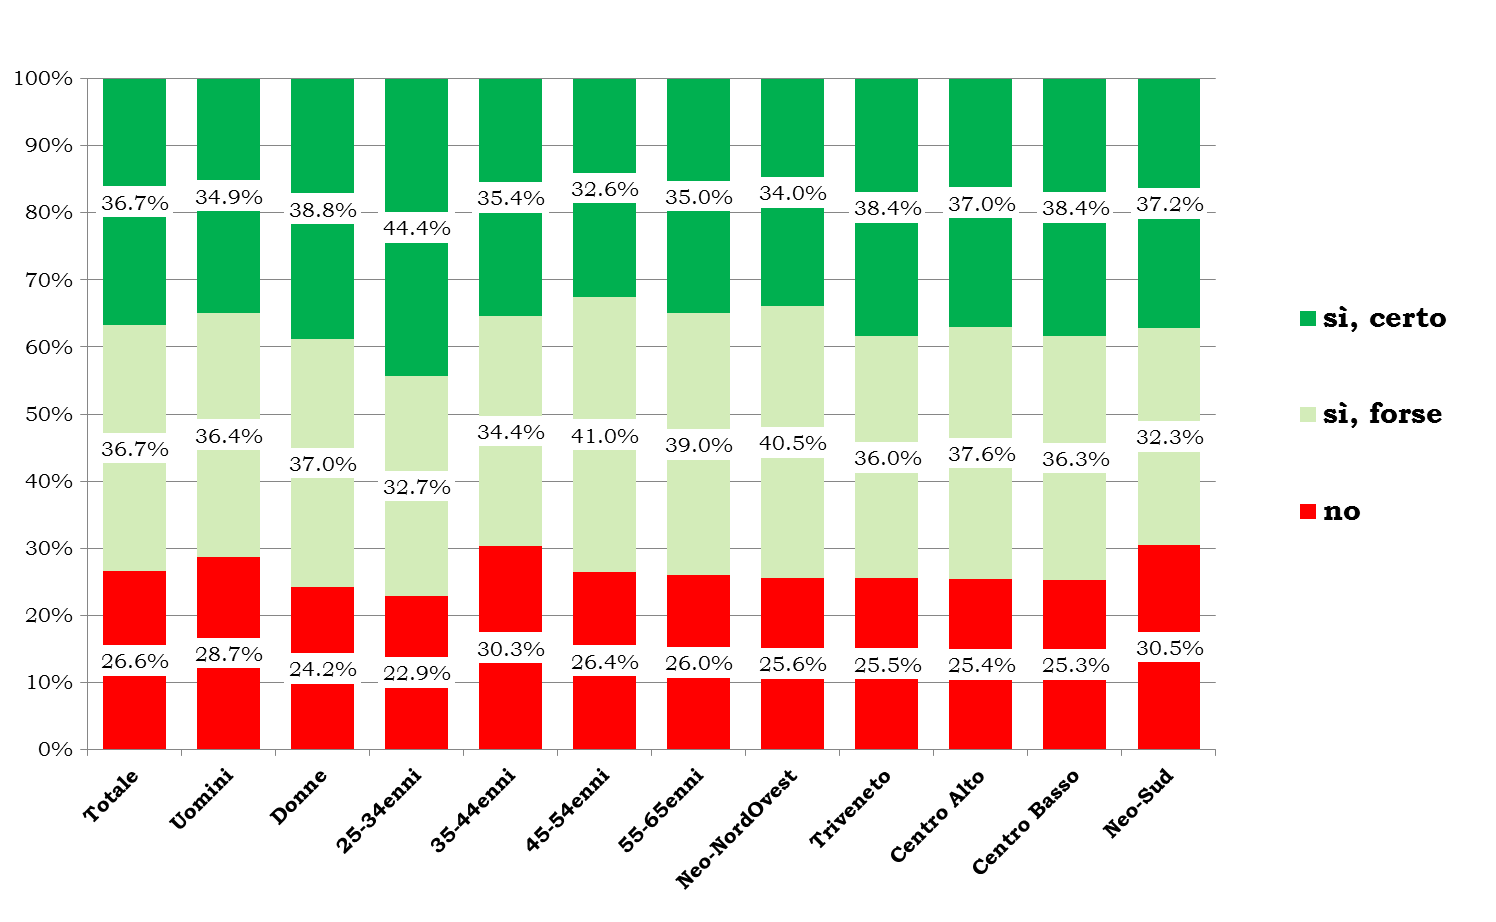 100%
90%
80%
70%
60%
50%
40%
30%
20%
10%
0%
36.7% 34.9% 38.8% 44.4% 35.4% 32.6% 35.0% 34.0% 38.4% 37.0% 38.4% 37.2%
36.7% 36.4% 37.0% 32.7% 34.4% 41.0% 39.0% 40.5% 36.0% 37.6% 36.3% 32.3%
26.6% 28.7% 24.2% 22.9% 30.3% 26.4% 26.0% 25.6% 25.5% 25.4% 25.3% 30.5%
Totale
Uomini
Donne
25-34enni
35-44enni
45-54enni
55-65enni
Neo-NordOvest
Triveneto
Centro Alto
Centro Basso
Neo-Sud
sì, certo
sì, forse
no